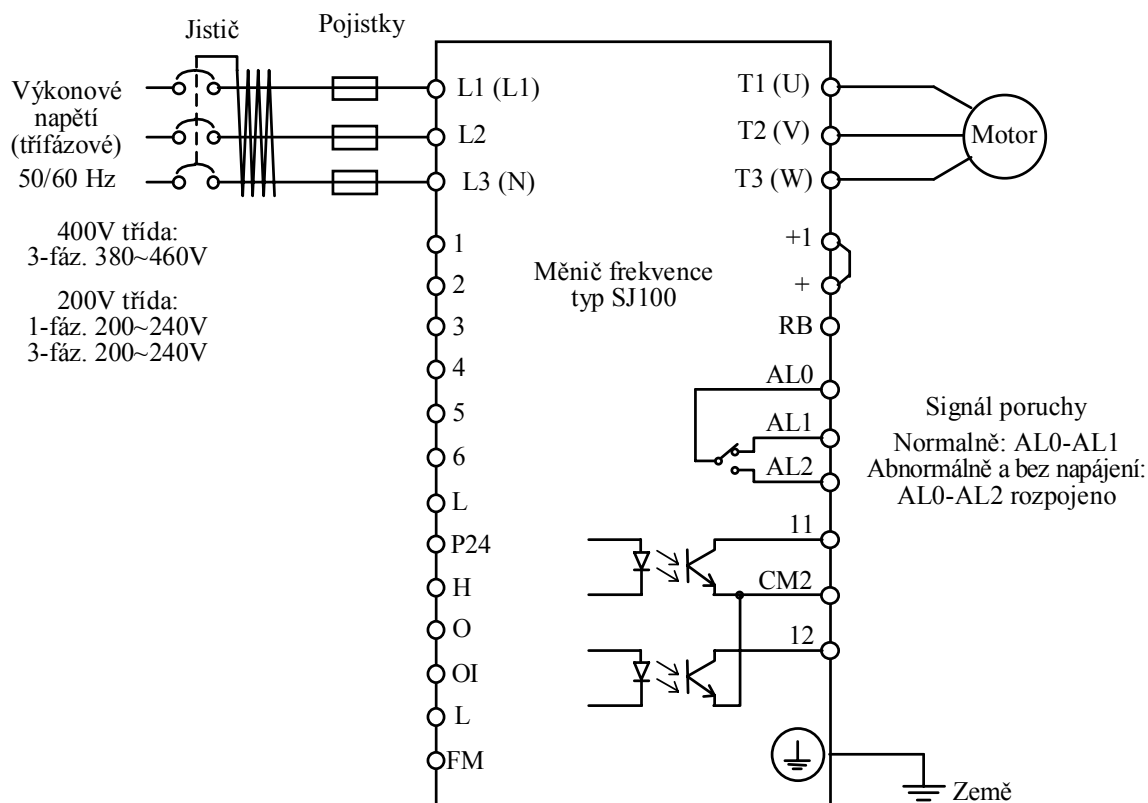 Jistič
Pojistky
Výkonové
napětí
(třífázové)
50/60 Hz
400V třída:
3-fáz. 380~460V
200V třída:
1-fáz. 200~240V
3-fáz. 200~240V
L1 (L1)
L2
L3 (N)
1
2
3
4
5
6
L
P24
H
O
OI
L
FM
Měnič frekvence
typ SJ100
T1 (U)
T2 (V)
T3 (W)
Motor
+1
+
RB
AL0
AL1
AL2
Signál poruchy
Normalně: AL0-AL1
Abnormálně a bez napájení:
AL0-AL2 rozpojeno
11
CM2
12
Země